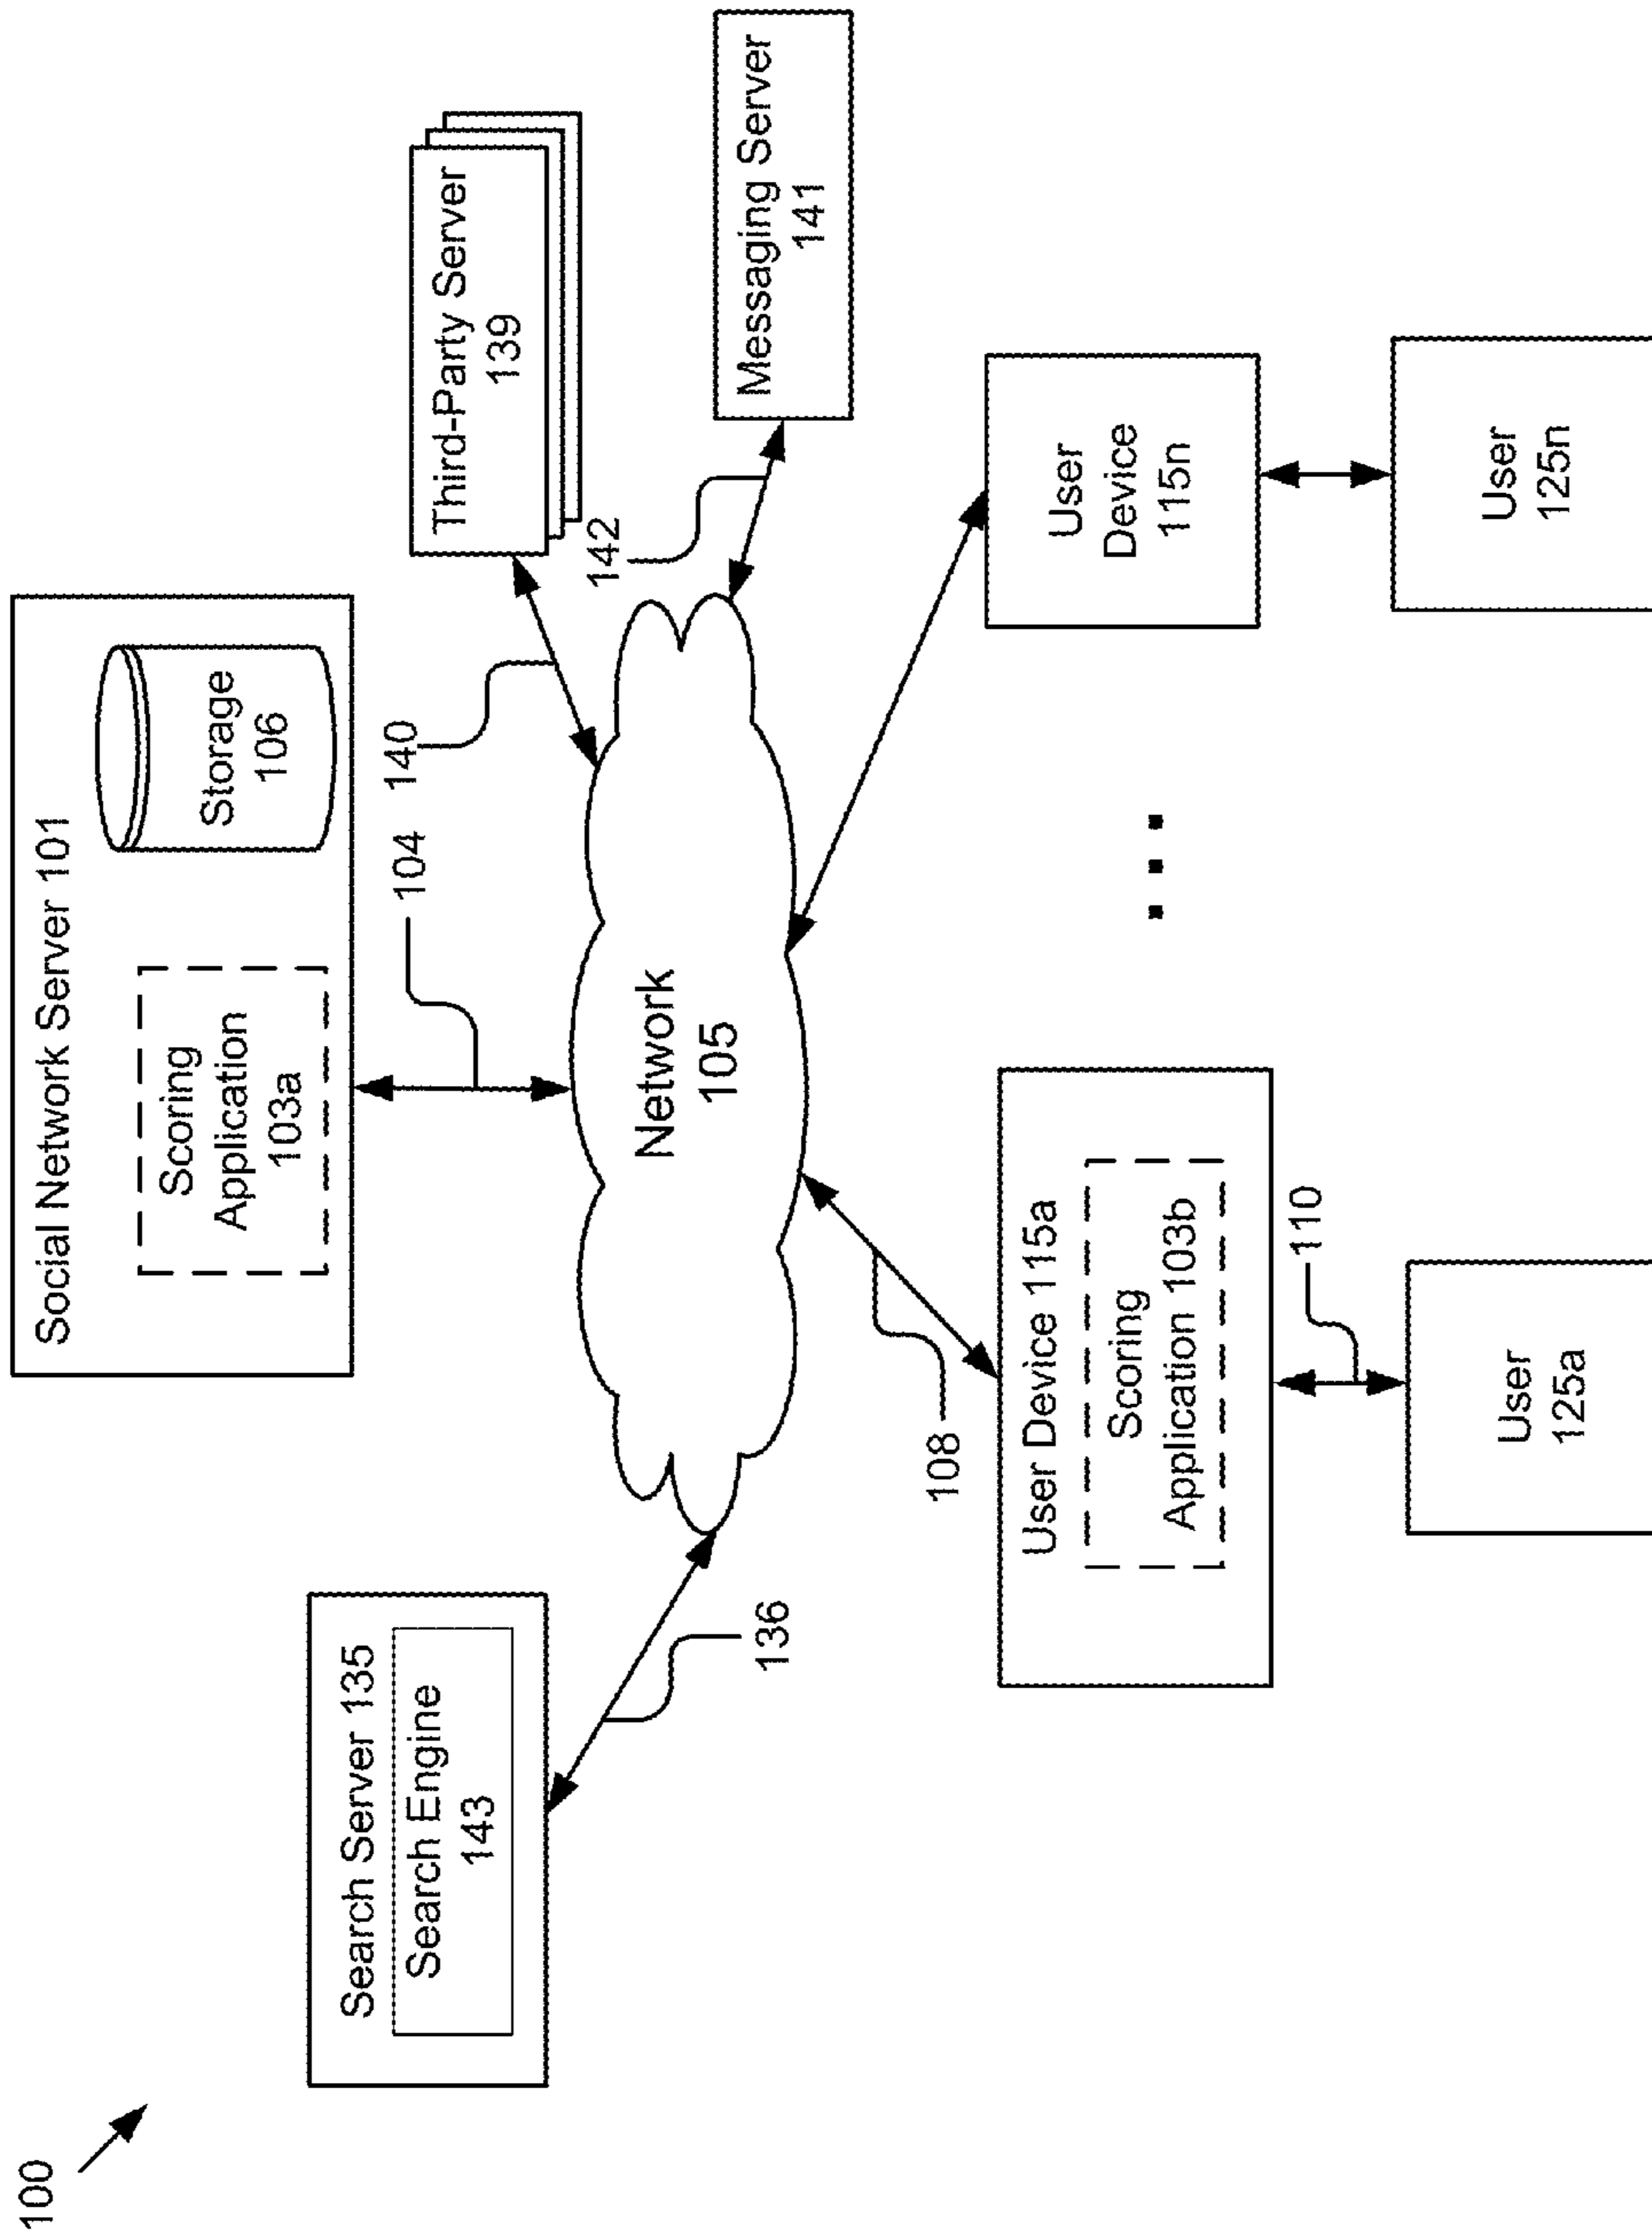 100
Social Network Server 101
Scoring
Application
103a
Storage
106
Search Server 135
Search Engine
143
104
140
Third-Party Server
139
142
136
Network
105
Messaging Server
141
108
User Device 115a
Scoring
Application 103b
110
User
125a
User
Device
115n
User
125n